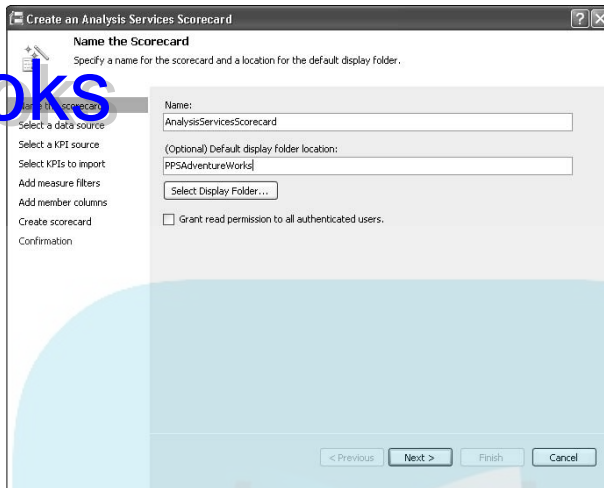 Create an Analysis Services Scorecard
Name the Scorecard
Specify a name for the scorecard and a location for the default display folder.
oks
Name the scorecard
Select a data source
Select a KPI source
Select KPIs to import
Add measure filters
Add member columns
Create scorecard
Confirmation
Name:
AnalysisServicesScorecard
(Optional) Default display folder location:
PPSAdventureWorks
Select Display Folder...
Grant read permission to all authenticated users.
< Previous
Next >
Finish
Cancel